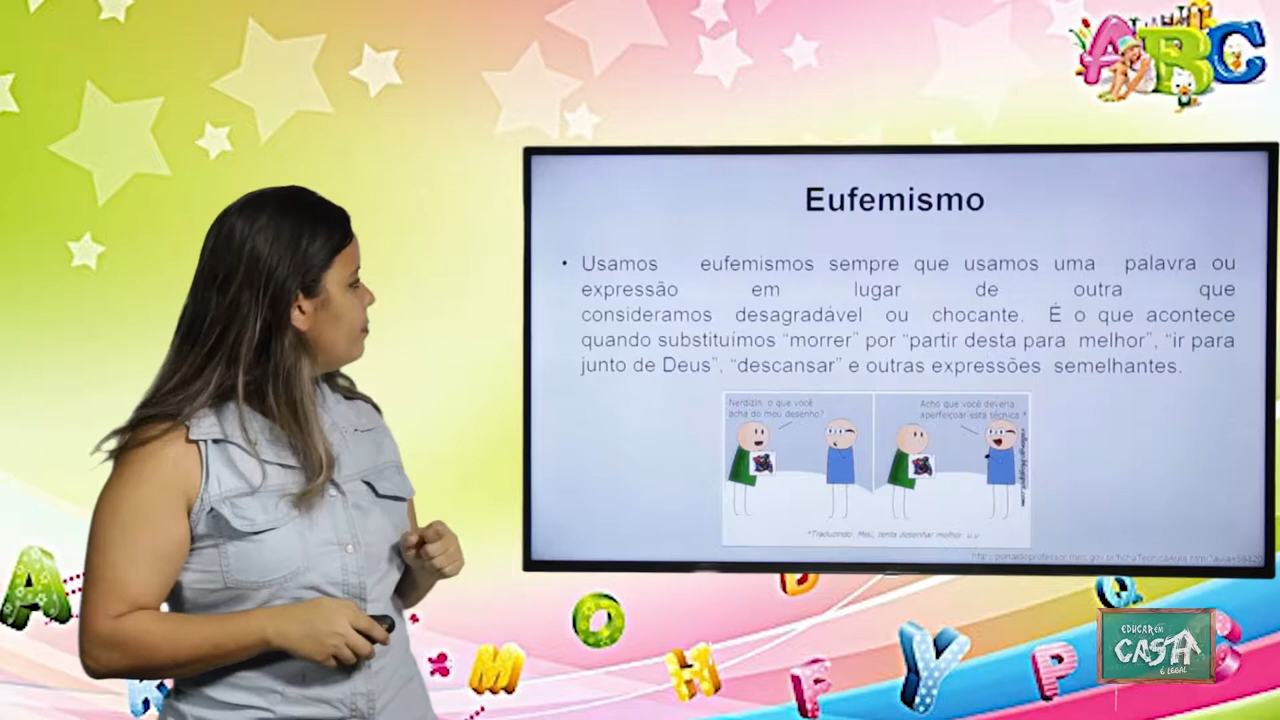 ABC
Eufemismo
• Usamos eufemismos sempre que usamos uma palavra ou
expressão em lugar de outra que
consideramos desagradável ou chocante. É o que acontece
quando substituímos “morrer” por “partir desta para melhor”, “ir para
junto de Deus”, “descansar” e outras expressões semelhantes.
Nerdizin, o que você
acha do meu desenho?
Acho que você deveria
aperfeiçoar esta técnica.*
*Traduzindo: Meu, tenta desenhar melhor. u.u
A
K
M
O
H
B
F
Y
P
Q
EDUCAR EM
CASA
É LEGAL